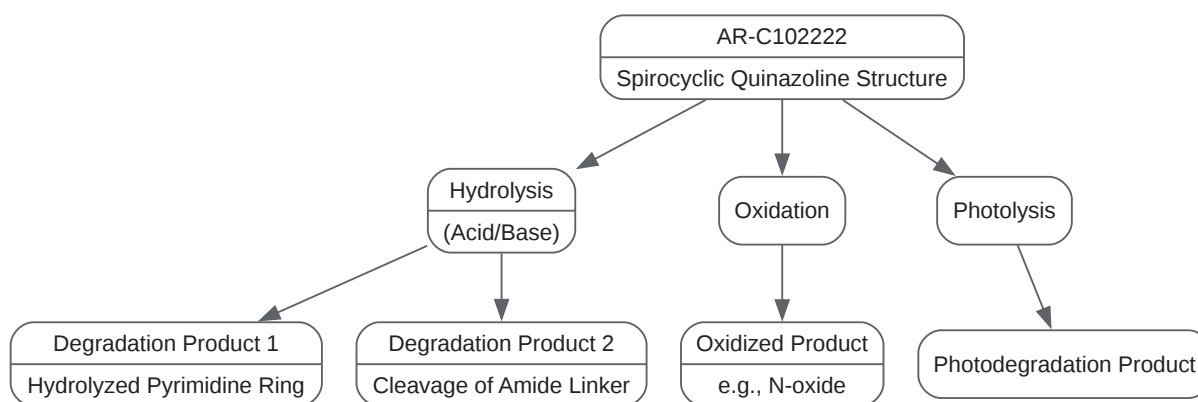 AR-C102222
Spirocyclic Quinazoline Structure
Hydrolysis
(Acid/Base)
Oxidation
Photolysis
Degradation Product 1
Hydrolyzed Pyrimidine Ring
Degradation Product 2
Cleavage of Amide Linker
Oxidized Product
e.g., N-oxide
Photodegradation Product